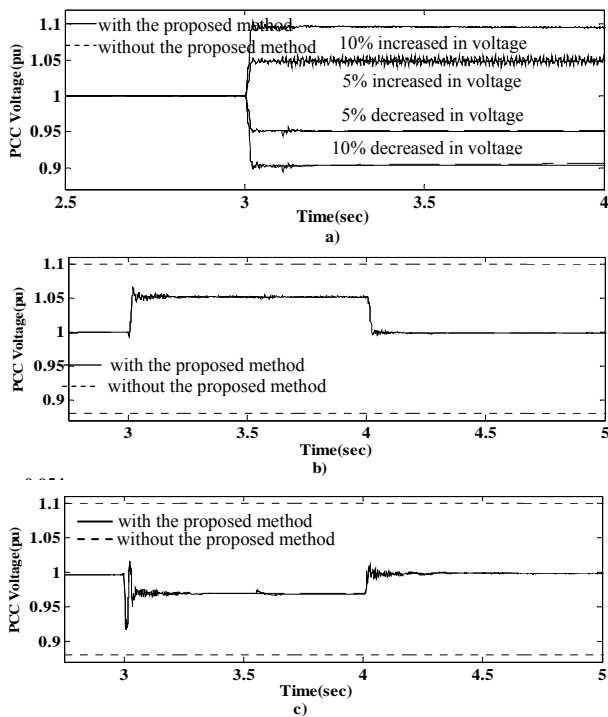 1.1
with the proposed method
without the proposed method
10% increased in voltage
1.05
5% increased in voltage
1
PCC Voltage(pu)
5% decreased in voltage
0.95
10% decreased in voltage
0.9
2.5 3 3.5 4
Time(sec)
a)
1.1
1.05
1
PCC Voltage(pu)
with the proposed method
0.95
without the proposed method
0.9
3 3.5 4 4.5 5
Time(sec)
b)
1.1
with the proposed method
1.05
without the proposed method
1
PCC Voltage(pu)
0.95
0.9
3 3.5 4 4.5 5
Time(sec)
c)